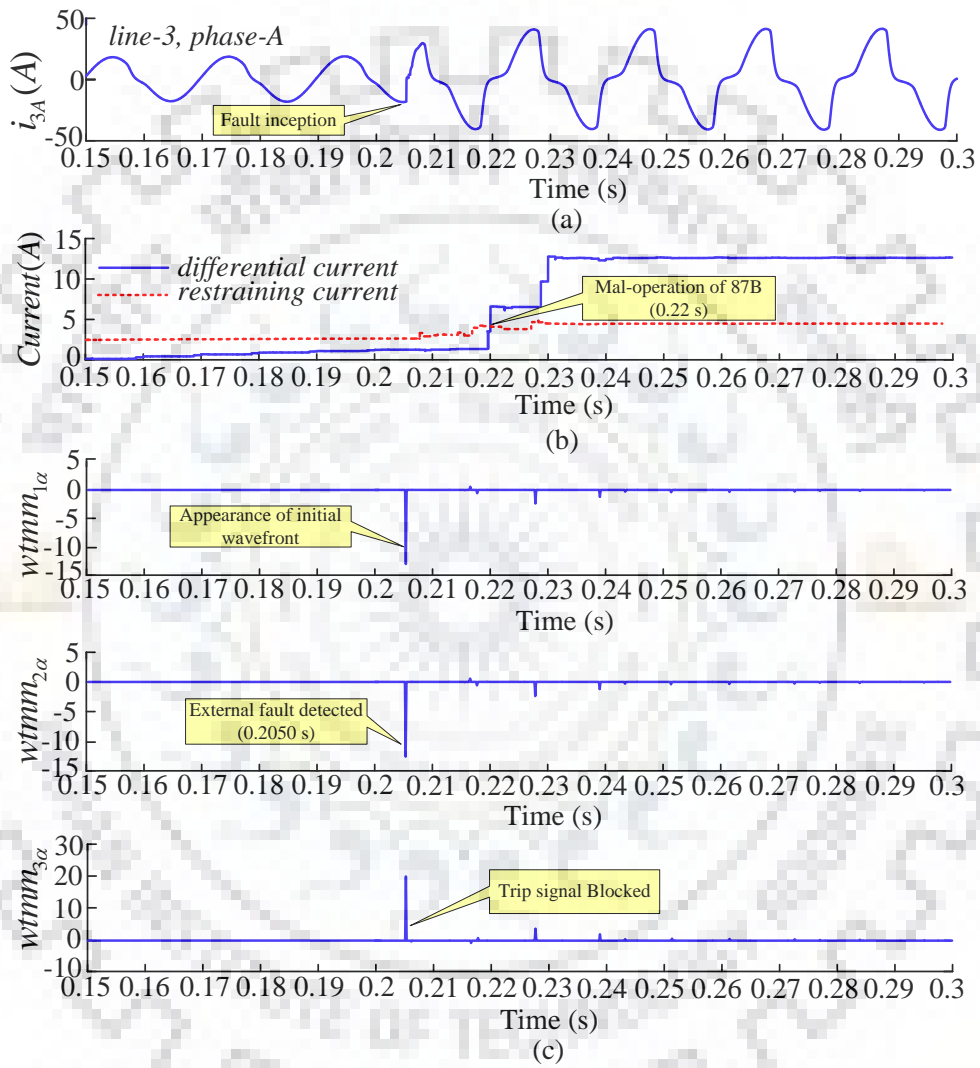 50
0
-50
i3A(A)
line-3, phase-A
Fault inception
0.15 0.16 0.17 0.18 0.19 0.2 0.21 0.22 0.23 0.24 0.25 0.26 0.27 0.28 0.29 0.3
Time (s)
(a)
15
10
5
0
Current(A)
differential current
restraining current
Mal-operation of 87B
(0.22 s)
0.15 0.16 0.17 0.18 0.19 0.2 0.21 0.22 0.23 0.24 0.25 0.26 0.27 0.28 0.29 0.3
Time (s)
(b)
5
0
-5
-10
-15
wtmm1α
Appearance of initial
wavefront
0.15 0.16 0.17 0.18 0.19 0.2 0.21 0.22 0.23 0.24 0.25 0.26 0.27 0.28 0.29 0.3
Time (s)
5
0
-5
-10
-15
wtmm2α
External fault detected
(0.2050 s)
0.15 0.16 0.17 0.18 0.19 0.2 0.21 0.22 0.23 0.24 0.25 0.26 0.27 0.28 0.29 0.3
Time (s)
30
20
10
0
-10
wtmm3α
Trip signal Blocked
0.15 0.16 0.17 0.18 0.19 0.2 0.21 0.22 0.23 0.24 0.25 0.26 0.27 0.28 0.29 0.3
Time (s)
(c)